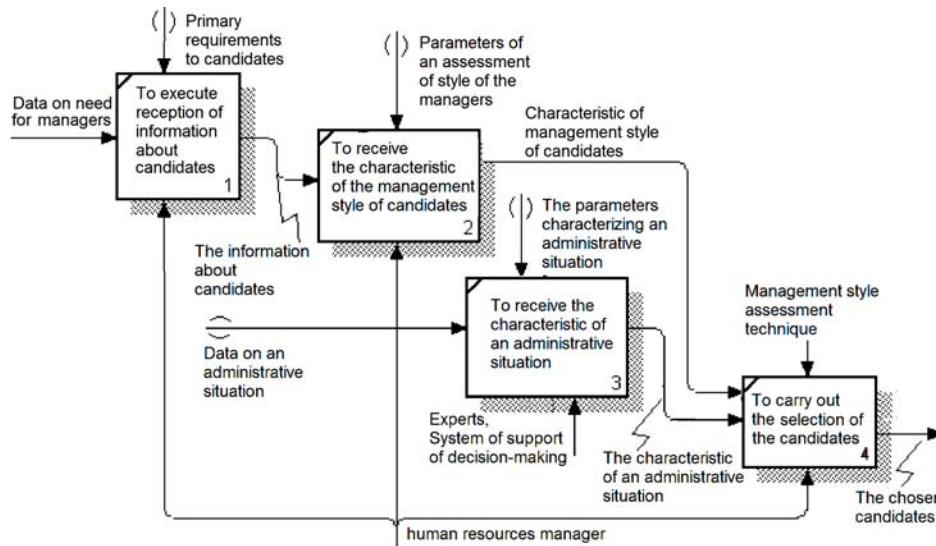 Primary
requirements
to candidates
Data on need
for managers
To execute
reception of
information
about
candidates
1
Parameters of
an assessment
of style of the
managers
To receive
the characteristic
of the management
style of candidates
2
Characteristic of
management style
of candidates
The information
about
candidates
The parameters
characterizing an
administrative
situation
To receive the
characteristic of
an administrative
situation
3
Data on an
administrative
situation
Management style
assessment
technique
Experts,
System of support
of decision-making
To carry out
the selection of
the candidates
4
The characteristic
of an administrative
situation
The chosen
candidates
human resources manager